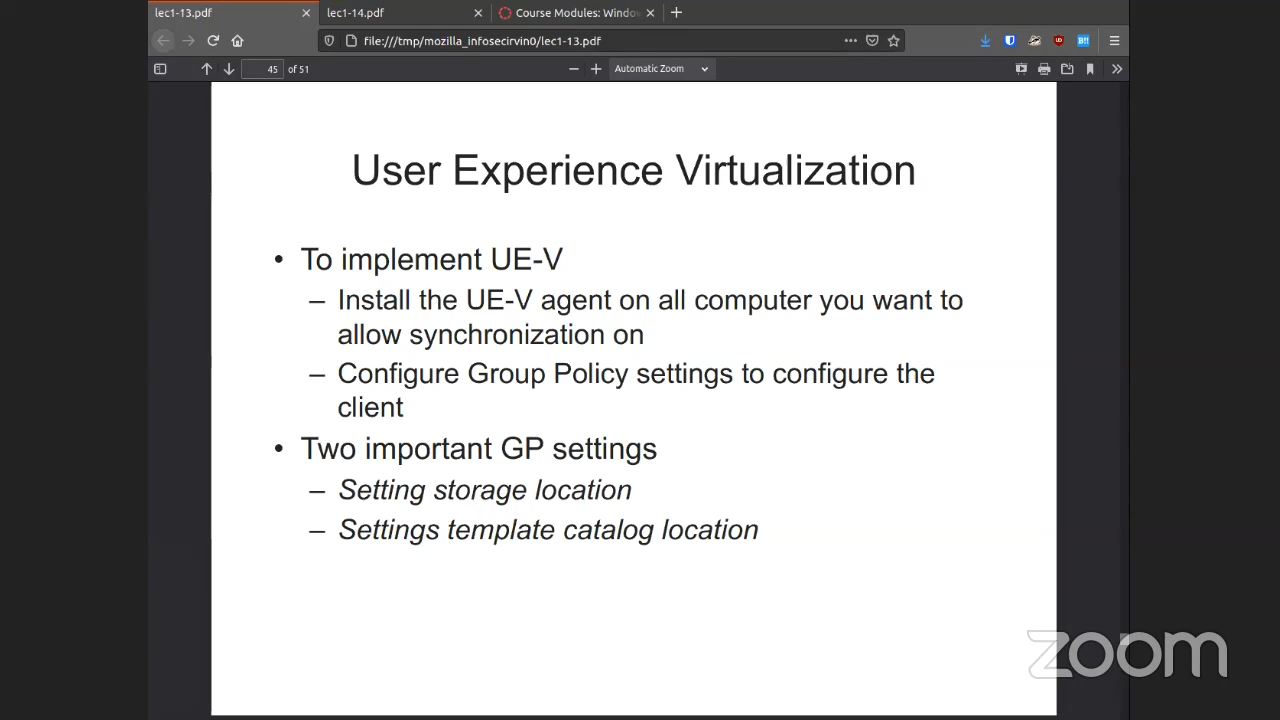 lec1-13.pdf
lec1-14.pdf
Course Modules: Windo
file:///tmp/mozilla_infosecirvin0/lec1-13.pdf
45 of 51
Automatic Zoom
User Experience Virtualization
• To implement UE-V
– Install the UE-V agent on all computer you want to
allow synchronization on
– Configure Group Policy settings to configure the
client
• Two important GP settings
– Setting storage location
– Settings template catalog location
zoom